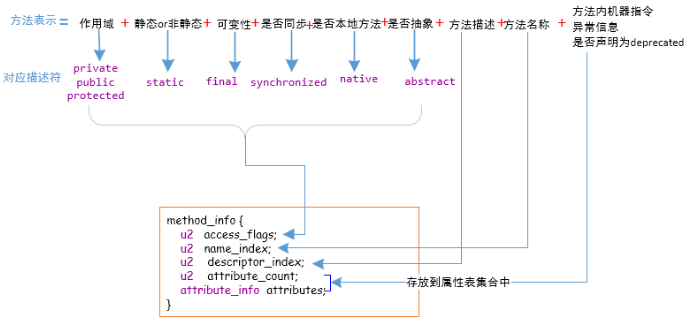 方法表示 = 作用域 + 静态or非静态 + 可变性 + 是否同步 + 是否本地方法 + 是否抽象 + 方法描述 + 方法名称 +
方法内机器指令
异常信息
是否声明为deprecated
对应描述符
private
public
protected
static
final
synchronized
native
abstract
method_info {
u2 access_flags;
u2 name_index;
u2 descriptor_index;
u2 attribute_count;
attribute_info attributes;
}
存放到属性表集合中